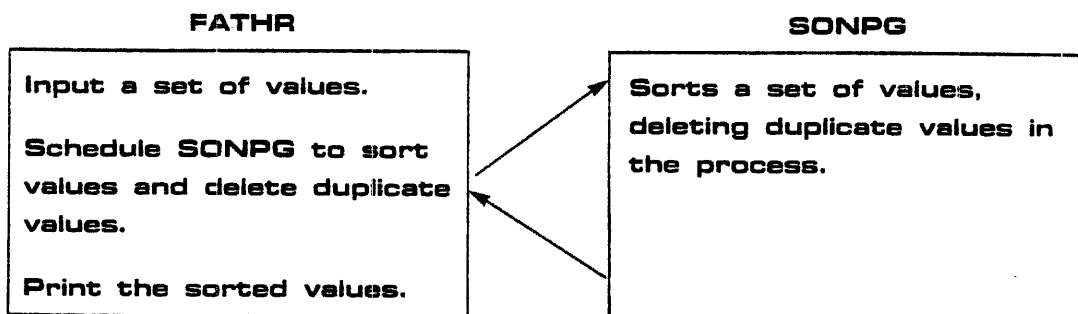 FATHR
Input a set of values.
Schedule SONPG to sort
values and delete duplicate
values.
Print the sorted values.
SONPG
Sorts a set of values,
deleting duplicate values in
the process.